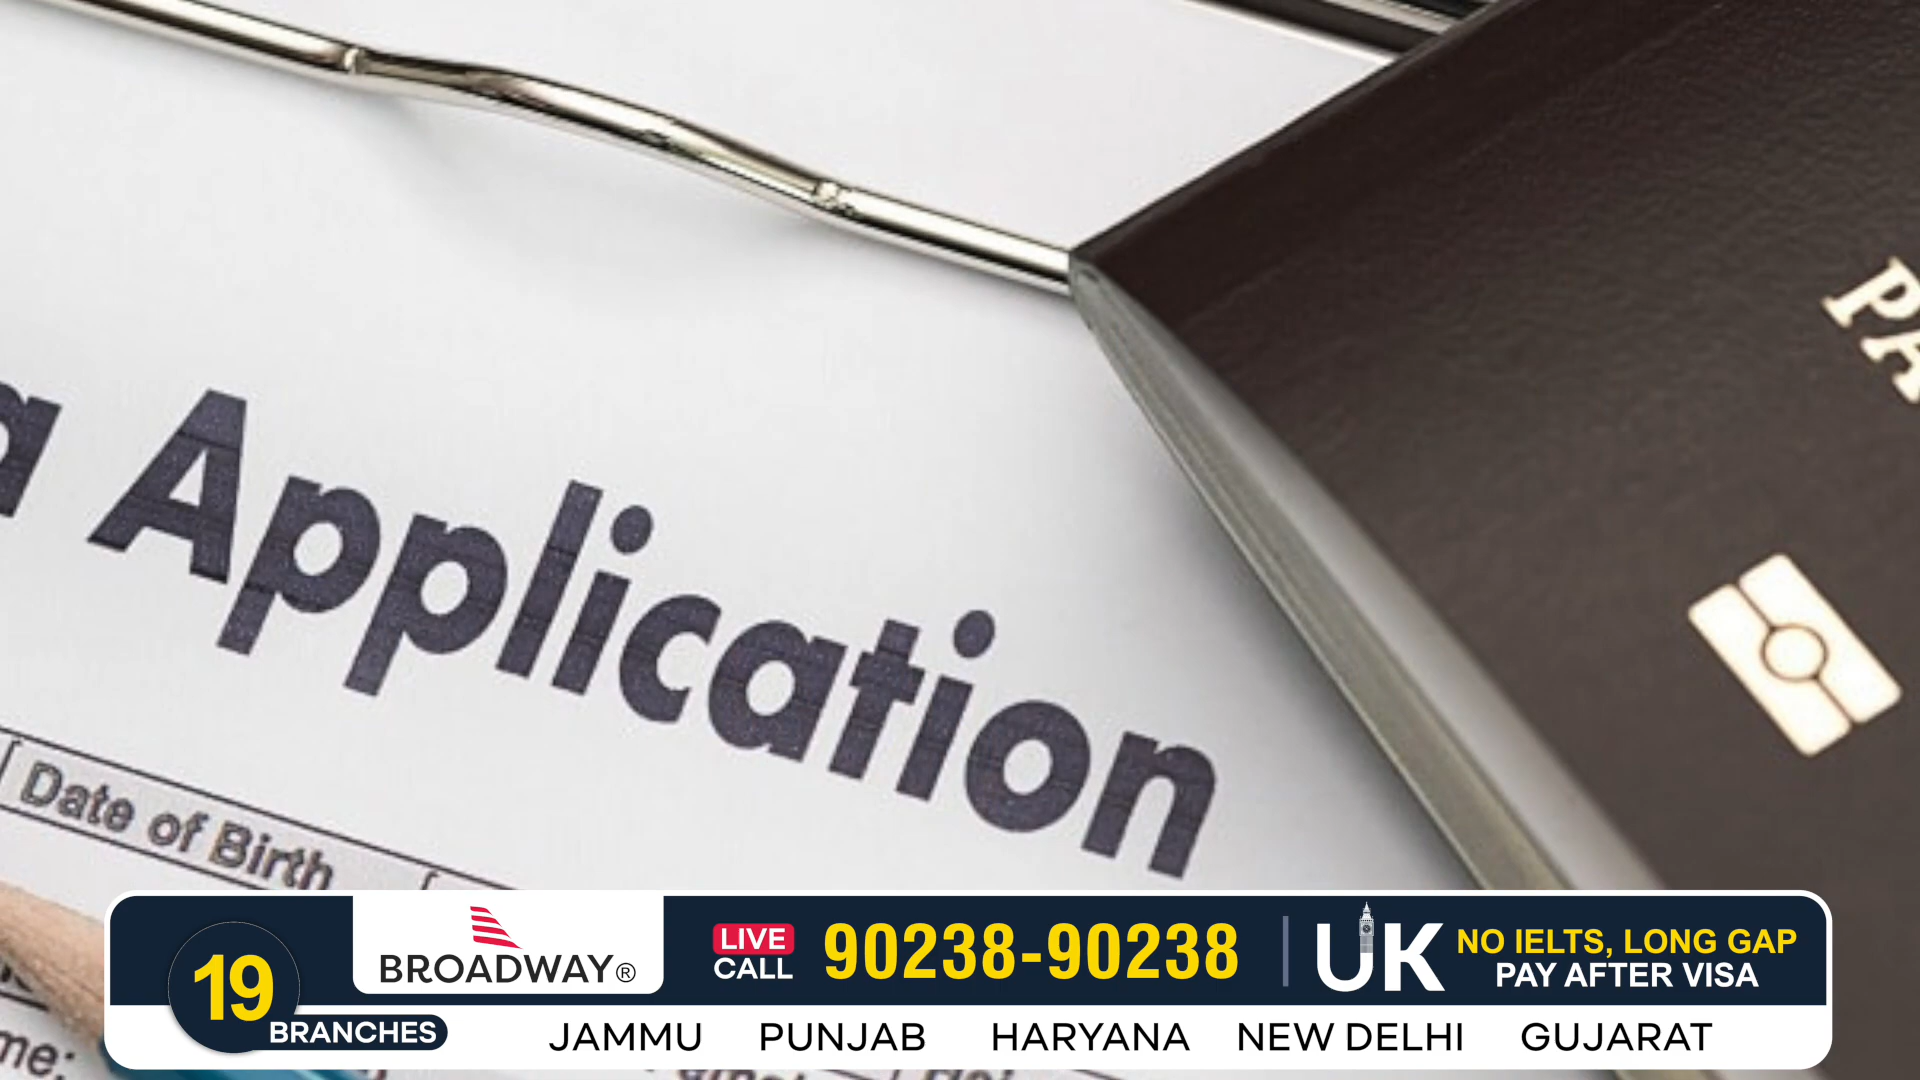 a Application
PA
Date of Birth
me:
19
BRANCHES
BROADWAY®
LIVE
CALL
90238-90238
UK
NO IELTS, LONG GAP
PAY AFTER VISA
JAMMU PUNJAB HARYANA NEW DELHI GUJARAT